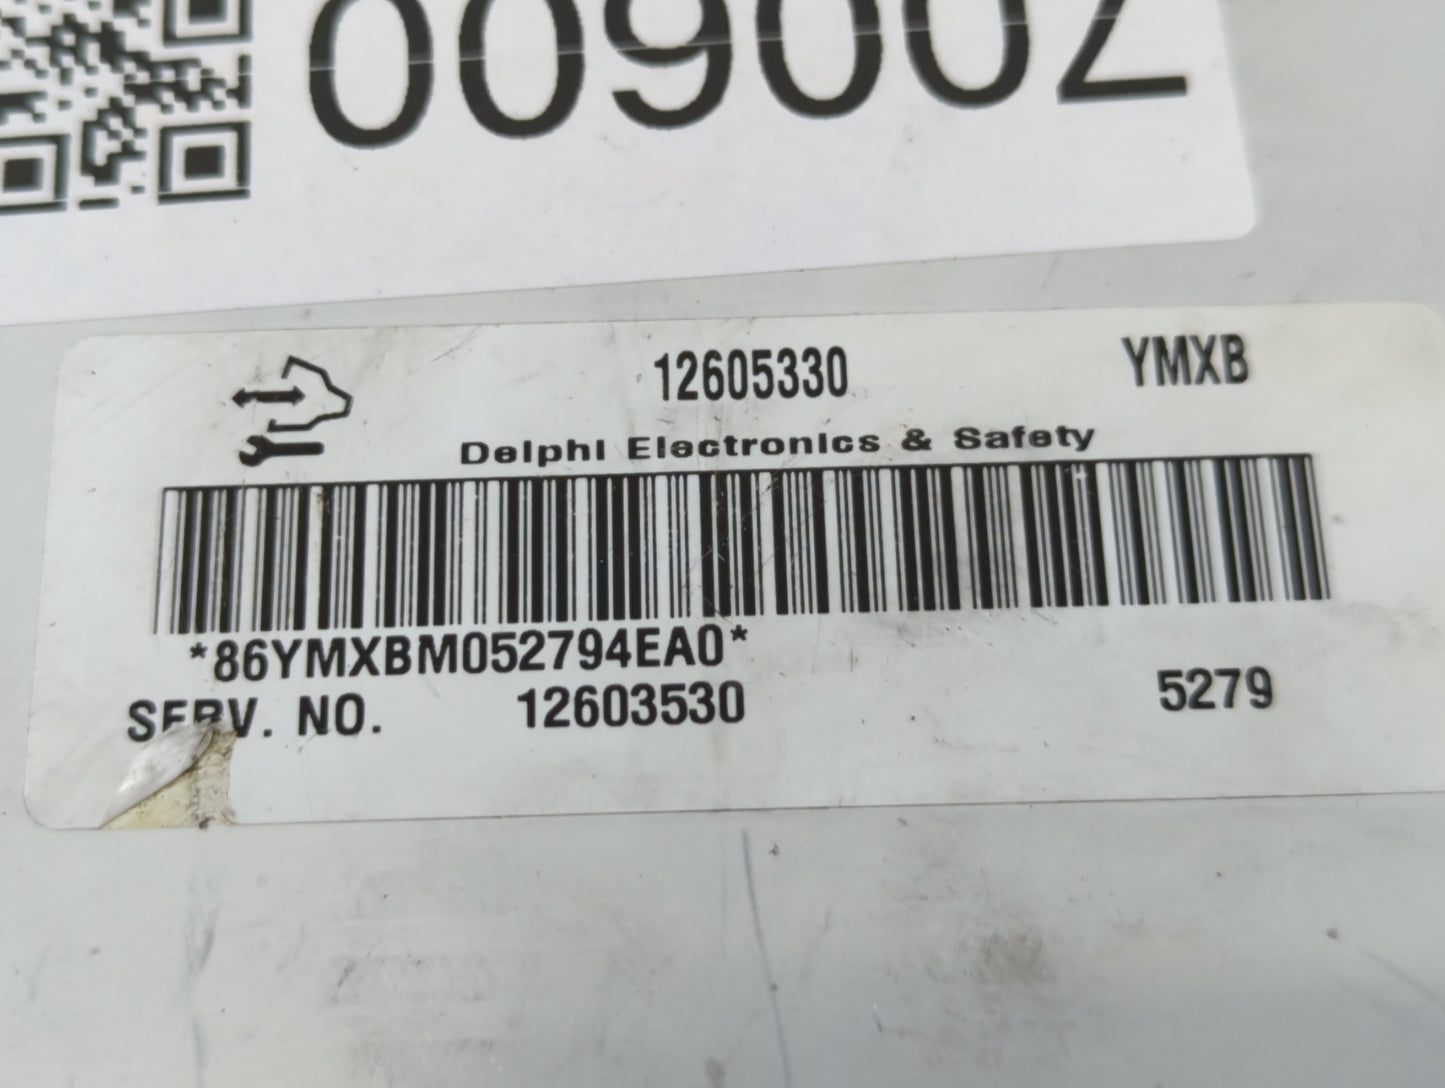 009002
12605330
YMXB
Delphi Electronics & Safety
*86YMXBM052794EA0*
SERV. NO. 12603530 5279